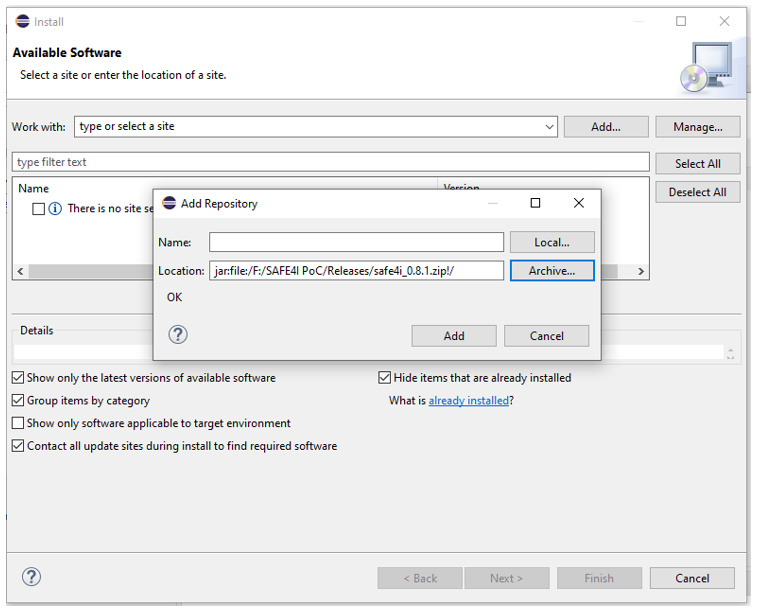 Install
Available Software
Select a site or enter the location of a site.
Work with: type or select a site Add... Manage...
type filter text Select All
Name Version Deselect All
There is no site se
Add Repository
Name: Local...
Location: jar:file:/F:/SAFE4I PoC/Releases/safe4i_0.8.1.zip!/ Archive...
OK
Add Cancel
Details
Show only the latest versions of available software Hide items that are already installed
Group items by category What is already installed?
Show only software applicable to target environment
Contact all update sites during install to find required software
< Back Next > Finish Cancel